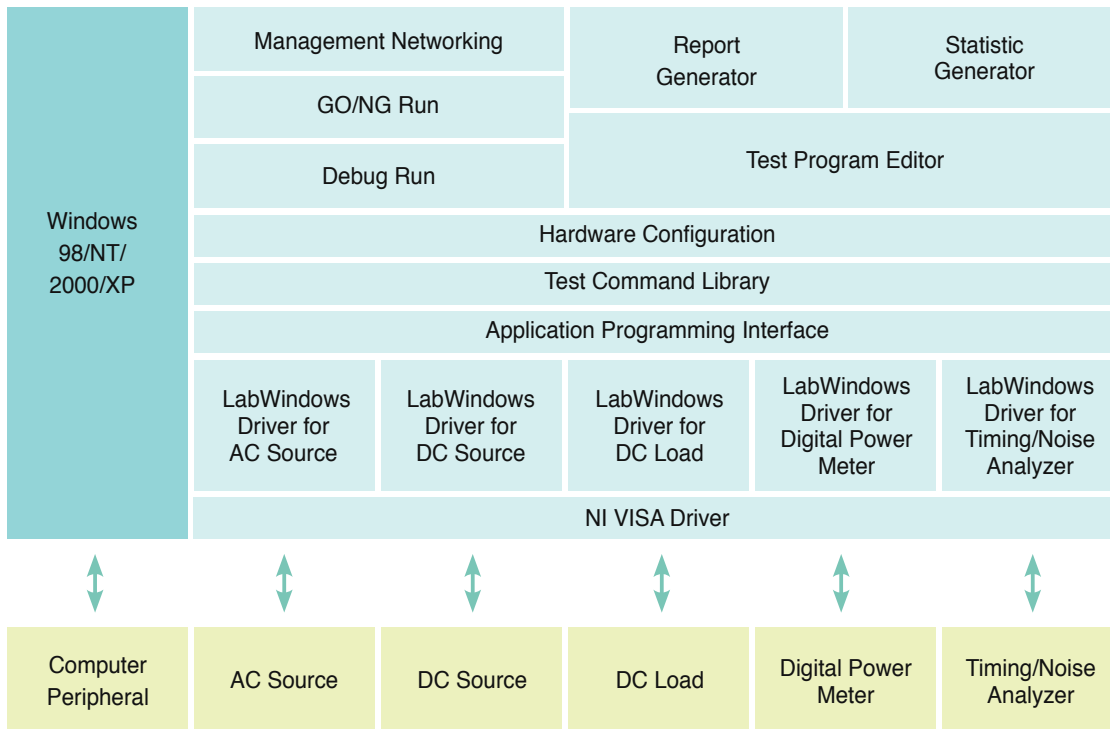 Windows
98/NT/
2000/XP
Management Networking
GO/NG Run
Debug Run
Report
Generator
Statistic
Generator
Test Program Editor
Hardware Configuration
Test Command Library
Application Programming Interface
LabWindows
Driver for
AC Source
LabWindows
Driver for
DC Source
LabWindows
Driver for
DC Load
LabWindows
Driver for
Digital Power
Meter
LabWindows
Driver for
Timing/Noise
Analyzer
NI VISA Driver
Computer
Peripheral
AC Source
DC Source
DC Load
Digital Power
Meter
Timing/Noise
Analyzer